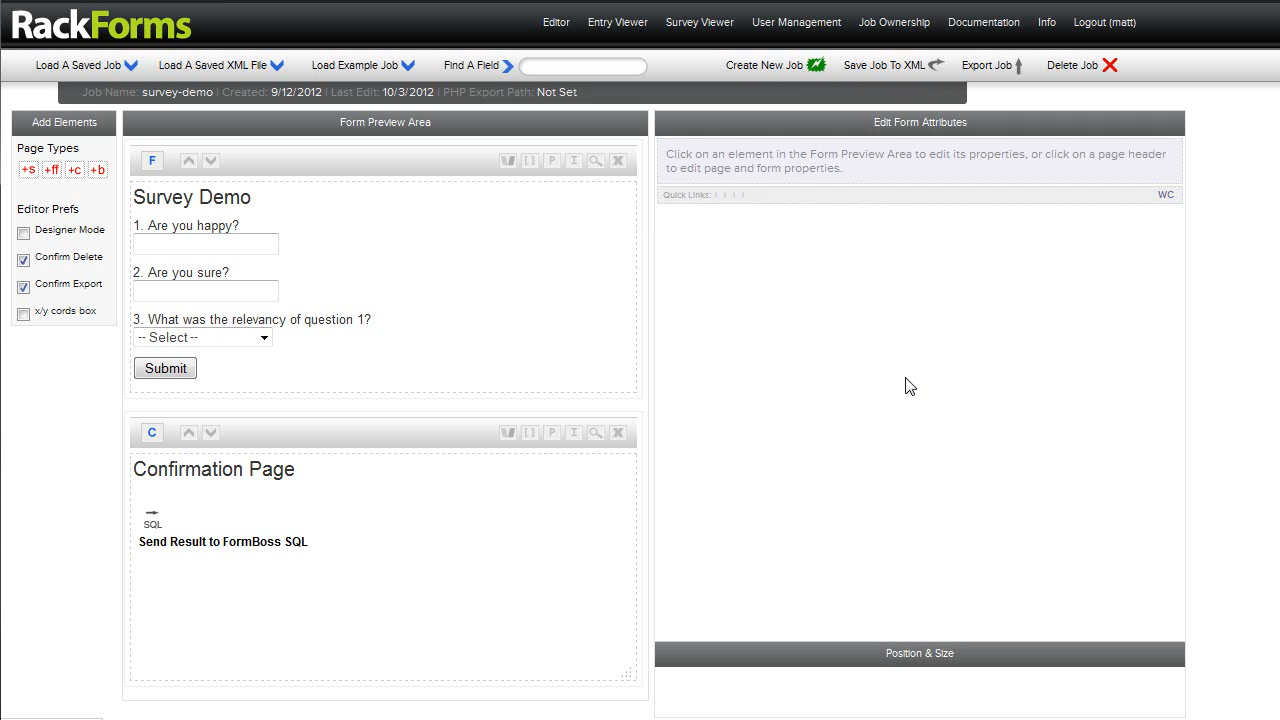 RackForms
Editor Entry Viewer Survey Viewer User Management Job Ownership Documentation Info Logout (matt)
Load A Saved Job Load A Saved XML File Load Example Job Find A Field Create New Job Save Job To XML Export Job Delete Job
Job Name: survey-demo | Created: 9/12/2012 | Last Edit: 10/3/2012 | PHP Export Path: Not Set
Add Elements
Page Types
+s +ff +c +b
Editor Prefs
Designer Mode
Confirm Delete
Confirm Export
x/y cords box
Form Preview Area
F [ ] P I
Survey Demo
1. Are you happy?
2. Are you sure?
3. What was the relevancy of question 1?
-- Select --
Submit
C [ ] P I
Confirmation Page
SQL
Send Result to FormBoss SQL
Edit Form Attributes
Click on an element in the Form Preview Area to edit its properties, or click on a page header
to edit page and form properties.
Quick Links: | | | | WC
Position & Size